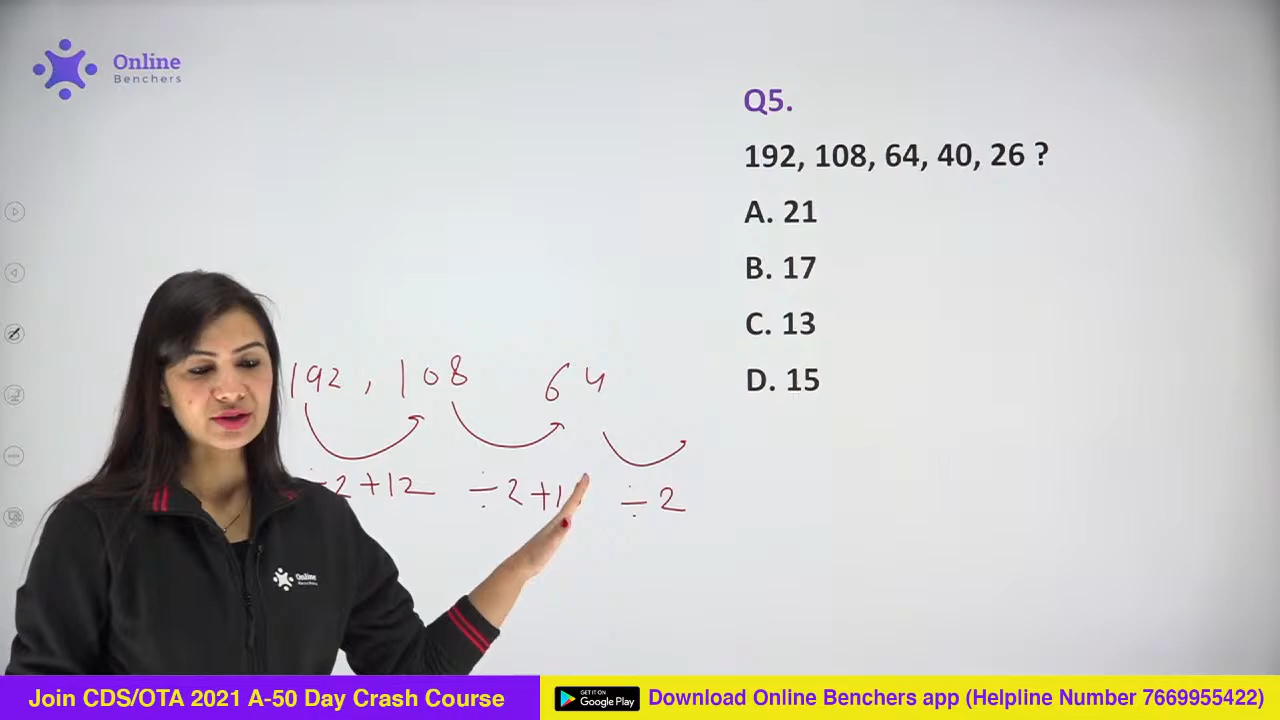 Online
Benchers
Q5.
192, 108, 64, 40, 26 ?
A. 21
B. 17
C. 13
D. 15
192, 108 64
÷2 +12 ÷2 +1 ÷2
Online
Benchers
Join CDS/OTA 2021 A-50 Day Crash Course
GET IT ON
Google Play
Download Online Benchers app (Helpline Number 7669955422)